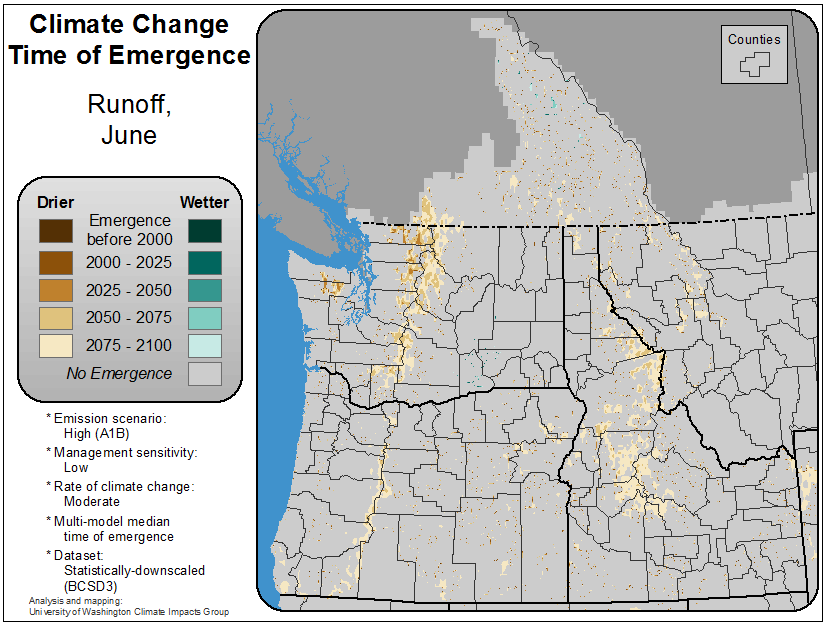 Climate Change
Time of Emergence
Runoff,
June
Drier
Wetter
Emergence
before 2000
2000 - 2025
2025 - 2050
2050 - 2075
2075 - 2100
No Emergence
* Emission scenario:
High (A1B)
* Management sensitivity:
Low
* Rate of climate change:
Moderate
* Multi-model median
time of emergence
* Dataset:
Statistically-downscaled
(BCSD3)
Analysis and mapping:
University of Washington Climate Impacts Group
Counties